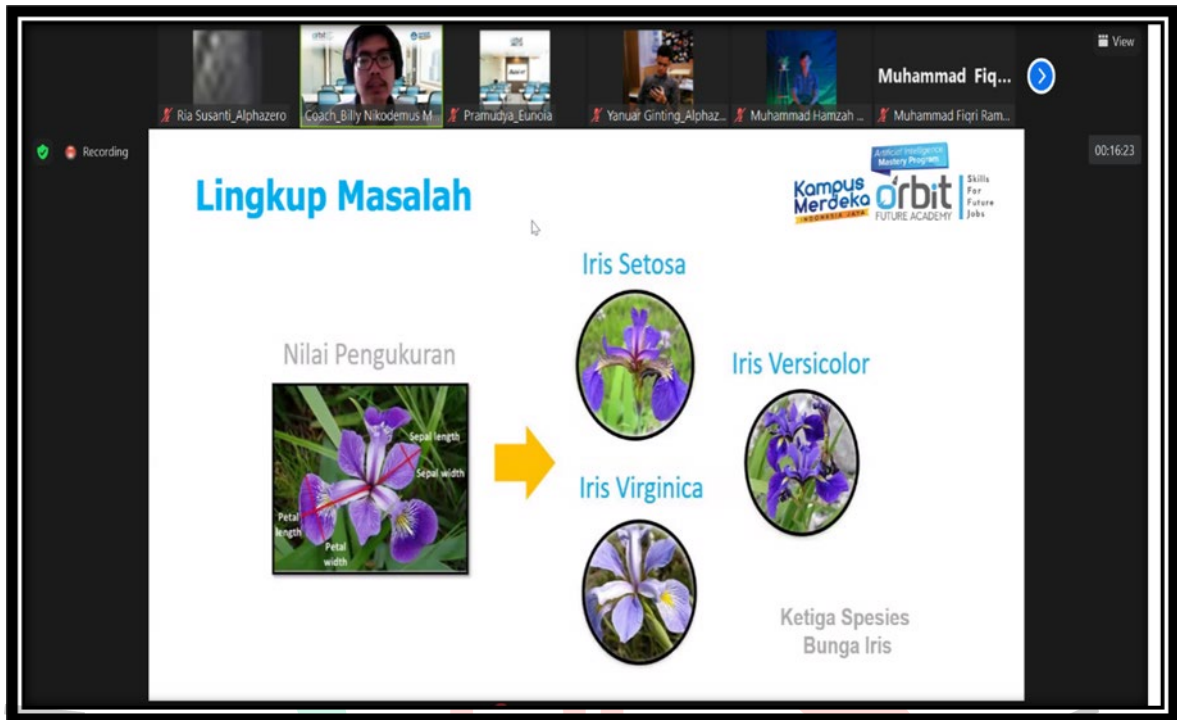 View
Muhammad Fiq...
Ria Susanti_Alphazero
Coach_Billy Nikodemus M
Pramudya_Eunoia
Yanuar Ginting_Alphaz...
Muhammad Hamzah ...
Muhammad Fiqri Ram...
Recording
00:16:23
Lingkup Masalah
Artificial Intelligence
Mastery Program
Kampus
Merdeka
INDONESIA JAYA
orbit
FUTURE ACADEMY
Skills
For
Future
Jobs
Iris Setosa
Nilai Pengukuran
Iris Versicolor
Sepal length
Sepal width
Petal
length
Petal
width
Iris Virginica
Ketiga Spesies
Bunga Iris